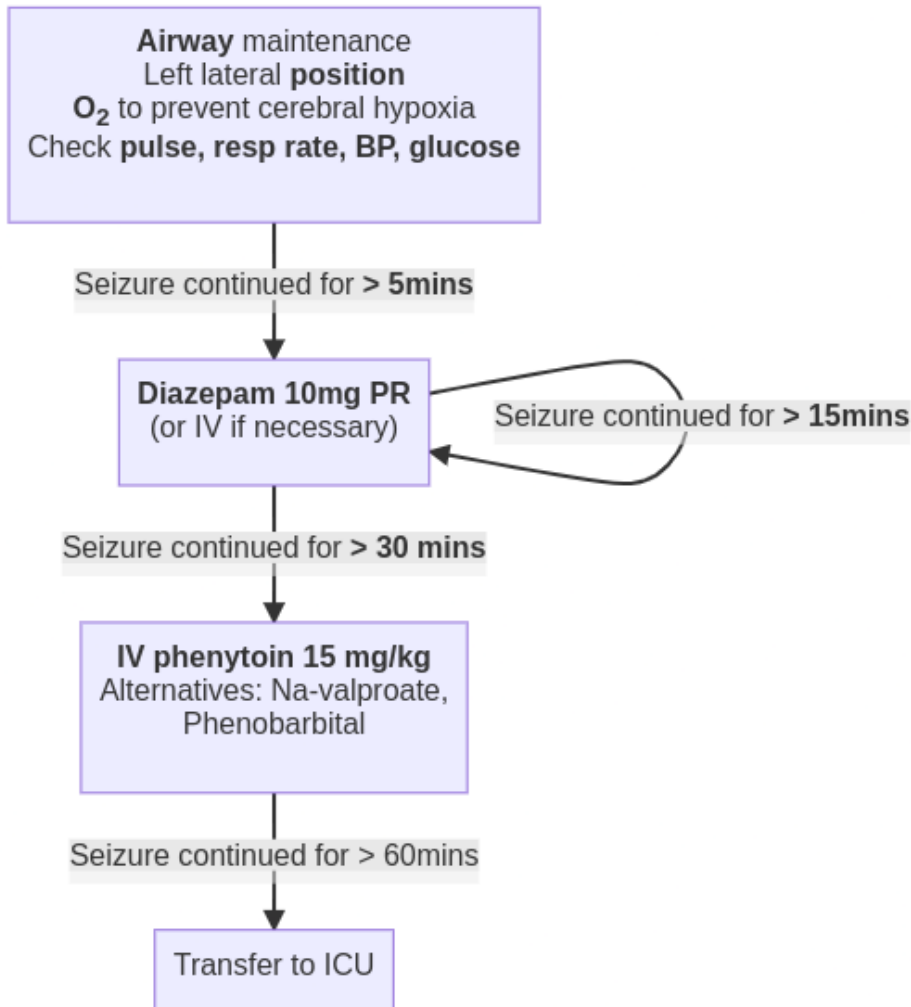 Airway maintenance
Left lateral position
O₂ to prevent cerebral hypoxia
Check pulse, resp rate, BP, glucose
Seizure continued for > 5mins
Diazepam 10mg PR
(or IV if necessary)
Seizure continued for > 15mins
Seizure continued for > 30 mins
IV phenytoin 15 mg/kg
Alternatives: Na-valproate,
Phenobarbital
Seizure continued for > 60mins
Transfer to ICU